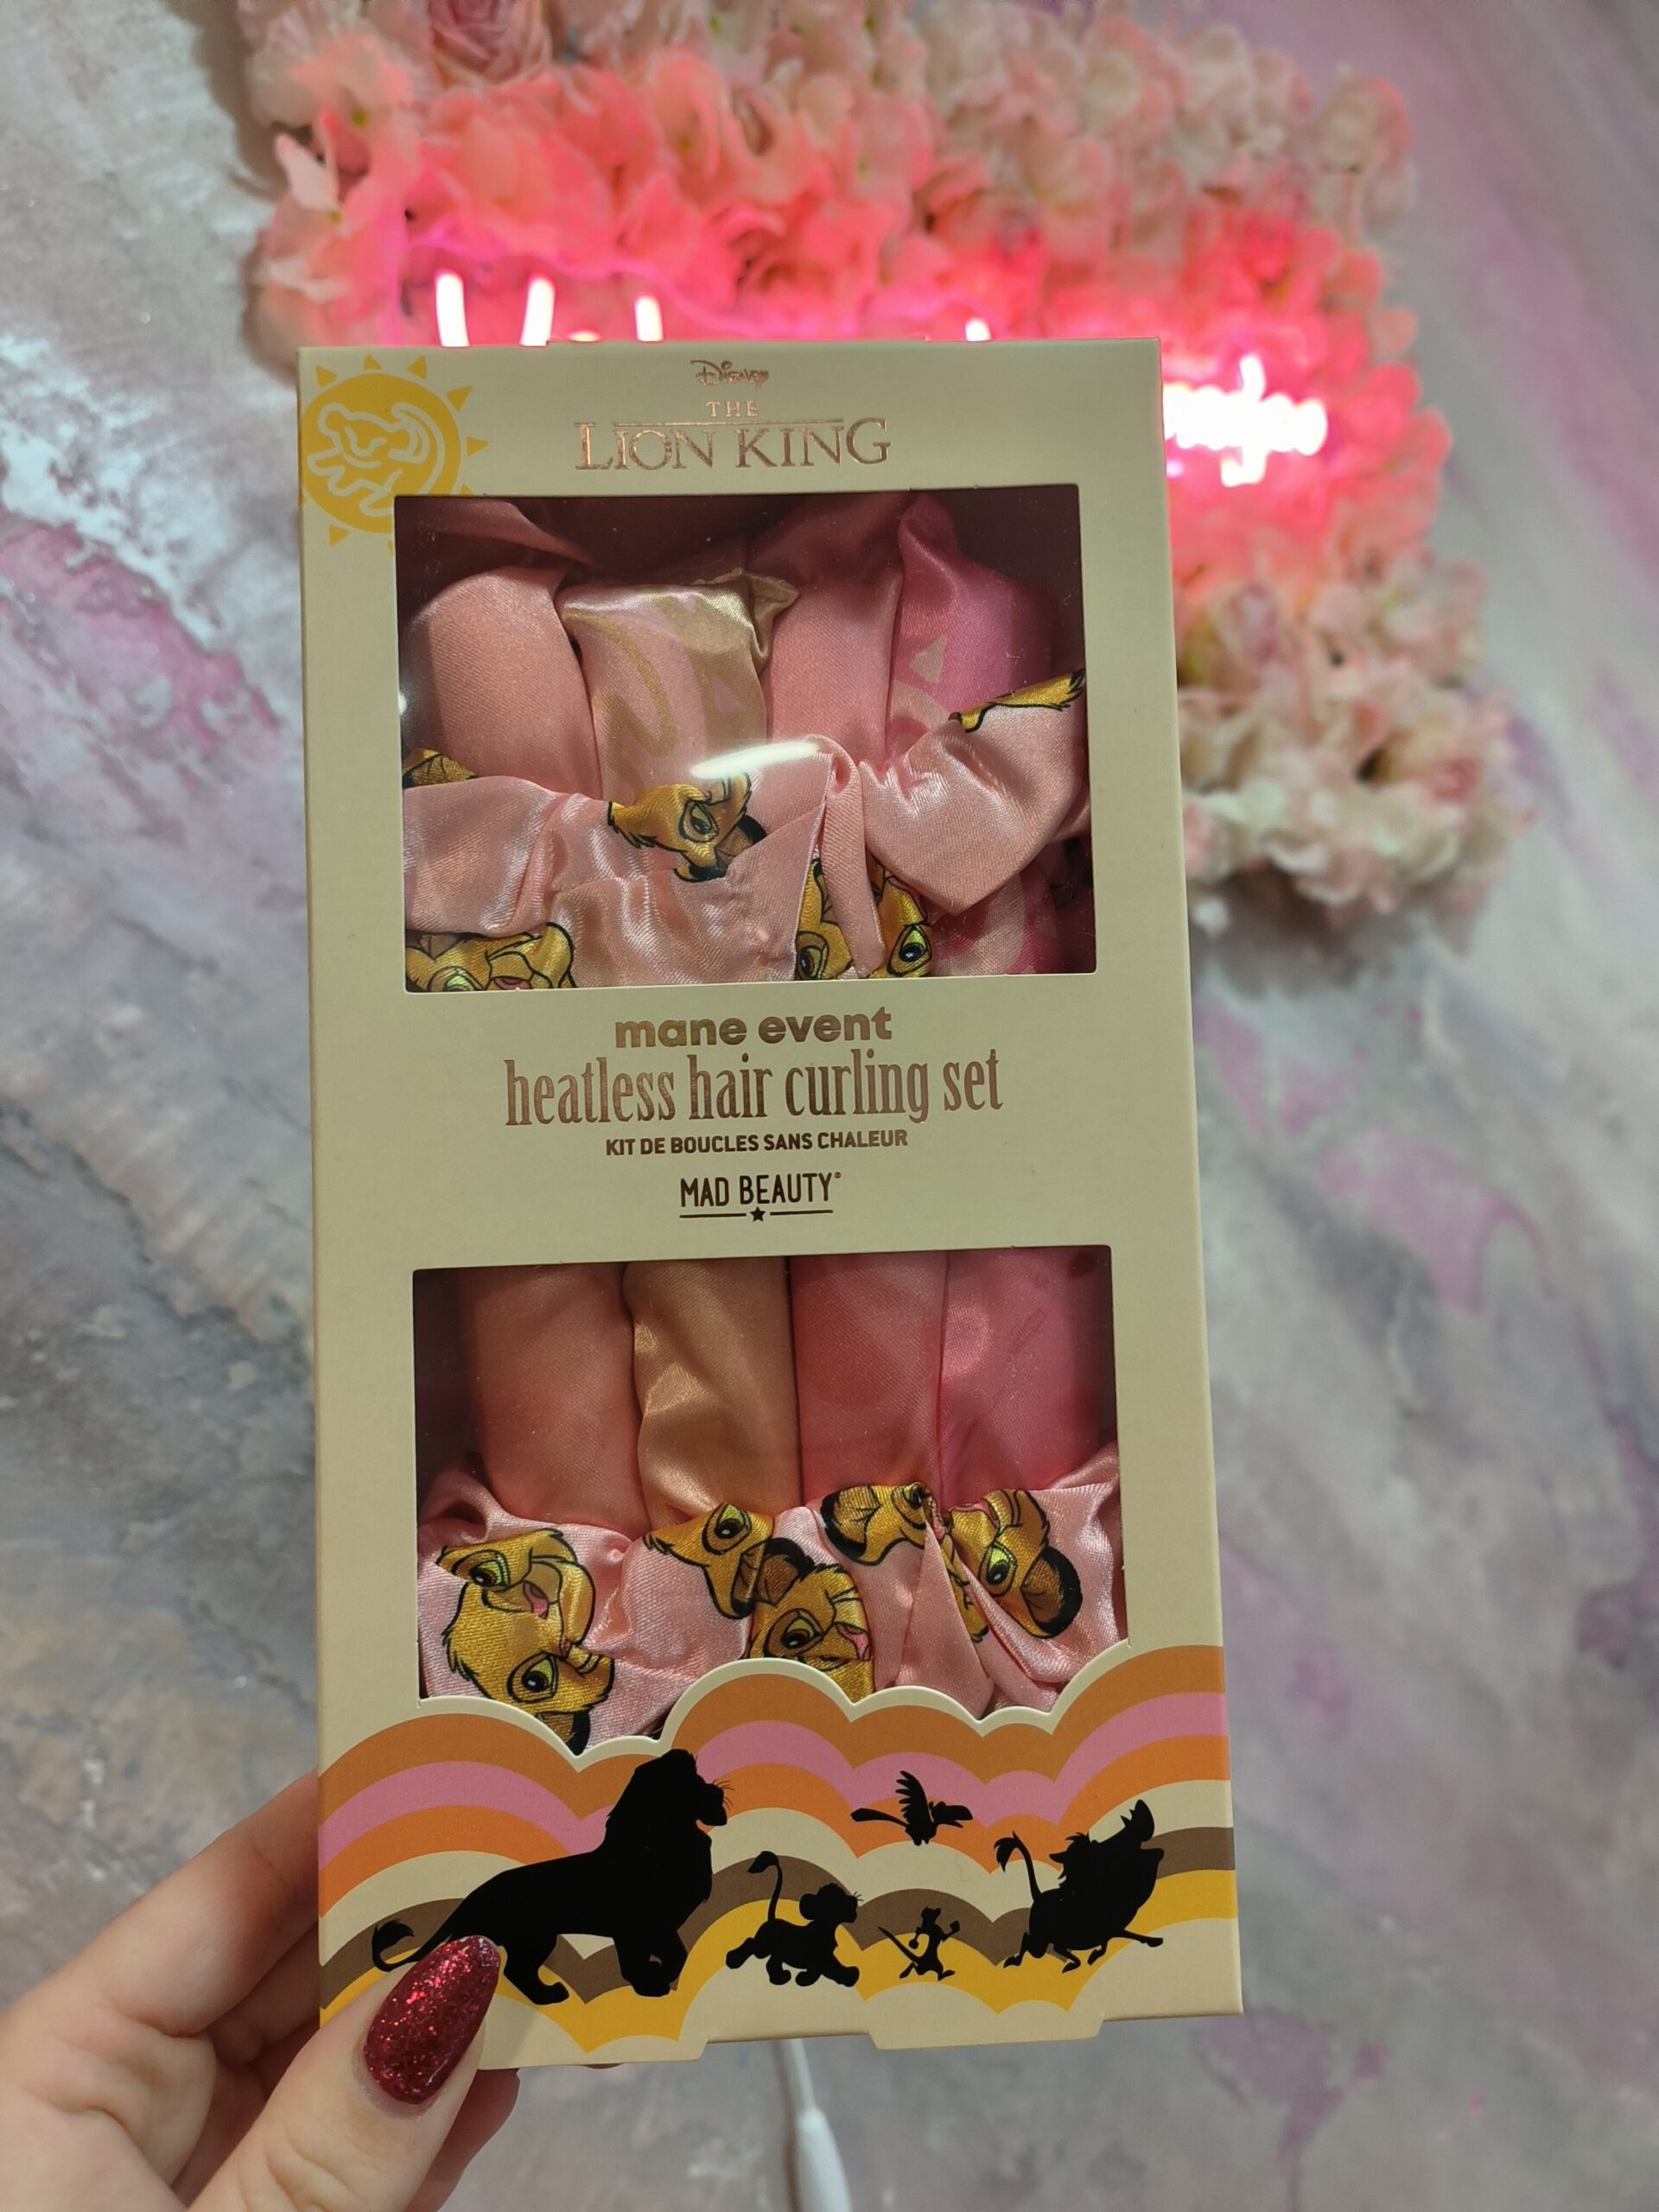 Disney
THE
LION KING
mane event
heatless hair curling set
KIT DE BOUCLES SANS CHALEUR
MAD BEAUTY®